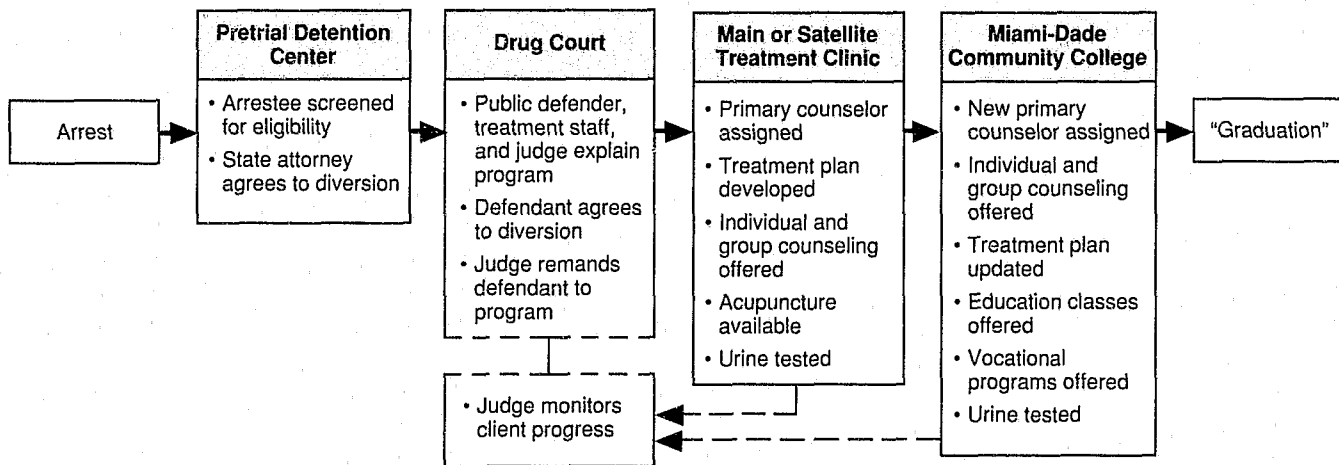 Arrest
Pretrial Detention
Center
• Arrestee screened
for eligibility
• State attorney
agrees to diversion
Drug Court
• Public defender,
treatment staff,
and judge explain
program
• Defendant agrees
to diversion
• Judge remands
defendant to
program
• Judge monitors
client progress
Main or Satellite
Treatment Clinic
• Primary counselor
assigned
• Treatment plan
developed
• Individual and
group counseling
offered
• Acupuncture
available
• Urine tested
Miami-Dade
Community College
• New primary
counselor assigned
• Individual and
group counseling
offered
• Treatment plan
updated
• Education classes
offered
• Vocational
programs offered
• Urine tested
"Graduation"